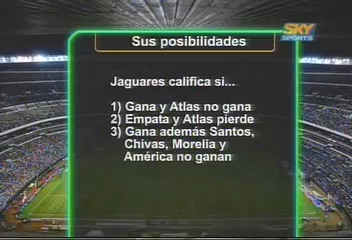 SKY
SPORTS
Sus posibilidades
Jaguares califica si...
1) Gana y Atlas no gana
2) Empata y Atlas pierde
3) Gana además Santos,
Chivas, Morelia y
América no ganan